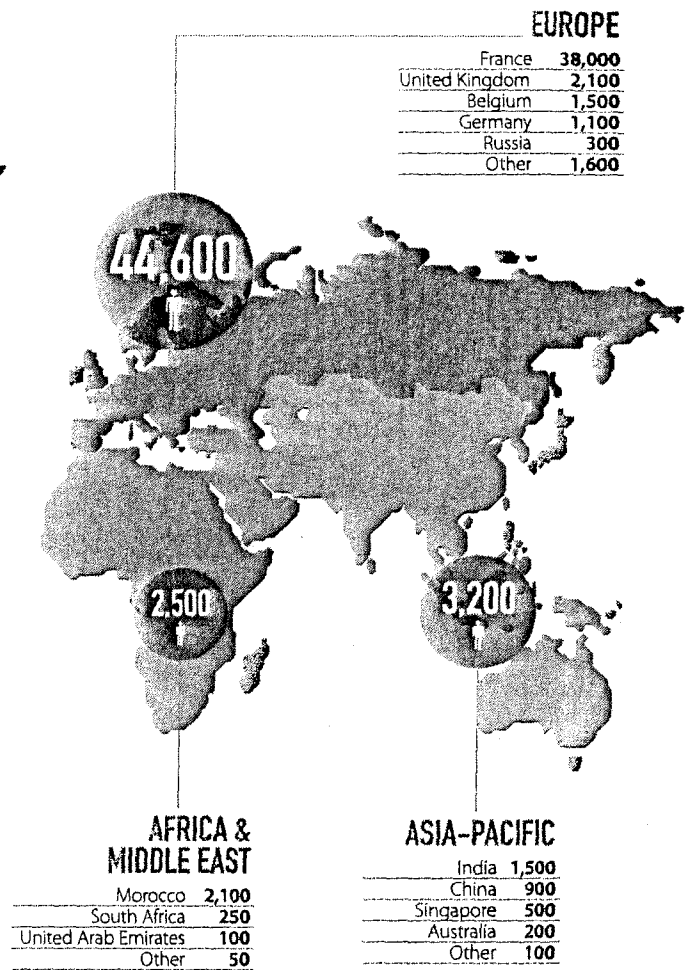 EUROPE
France 38,000
United Kingdom 2,100
Belgium 1,500
Germany 1,100
Russia 300
Other 1,600
44,600
2,500
3,200
AFRICA &
MIDDLE EAST
Morocco 2,100
South Africa 250
United Arab Emirates 100
Other 50
ASIA-PACIFIC
India 1,500
China 900
Singapore 500
Australia 200
Other 100